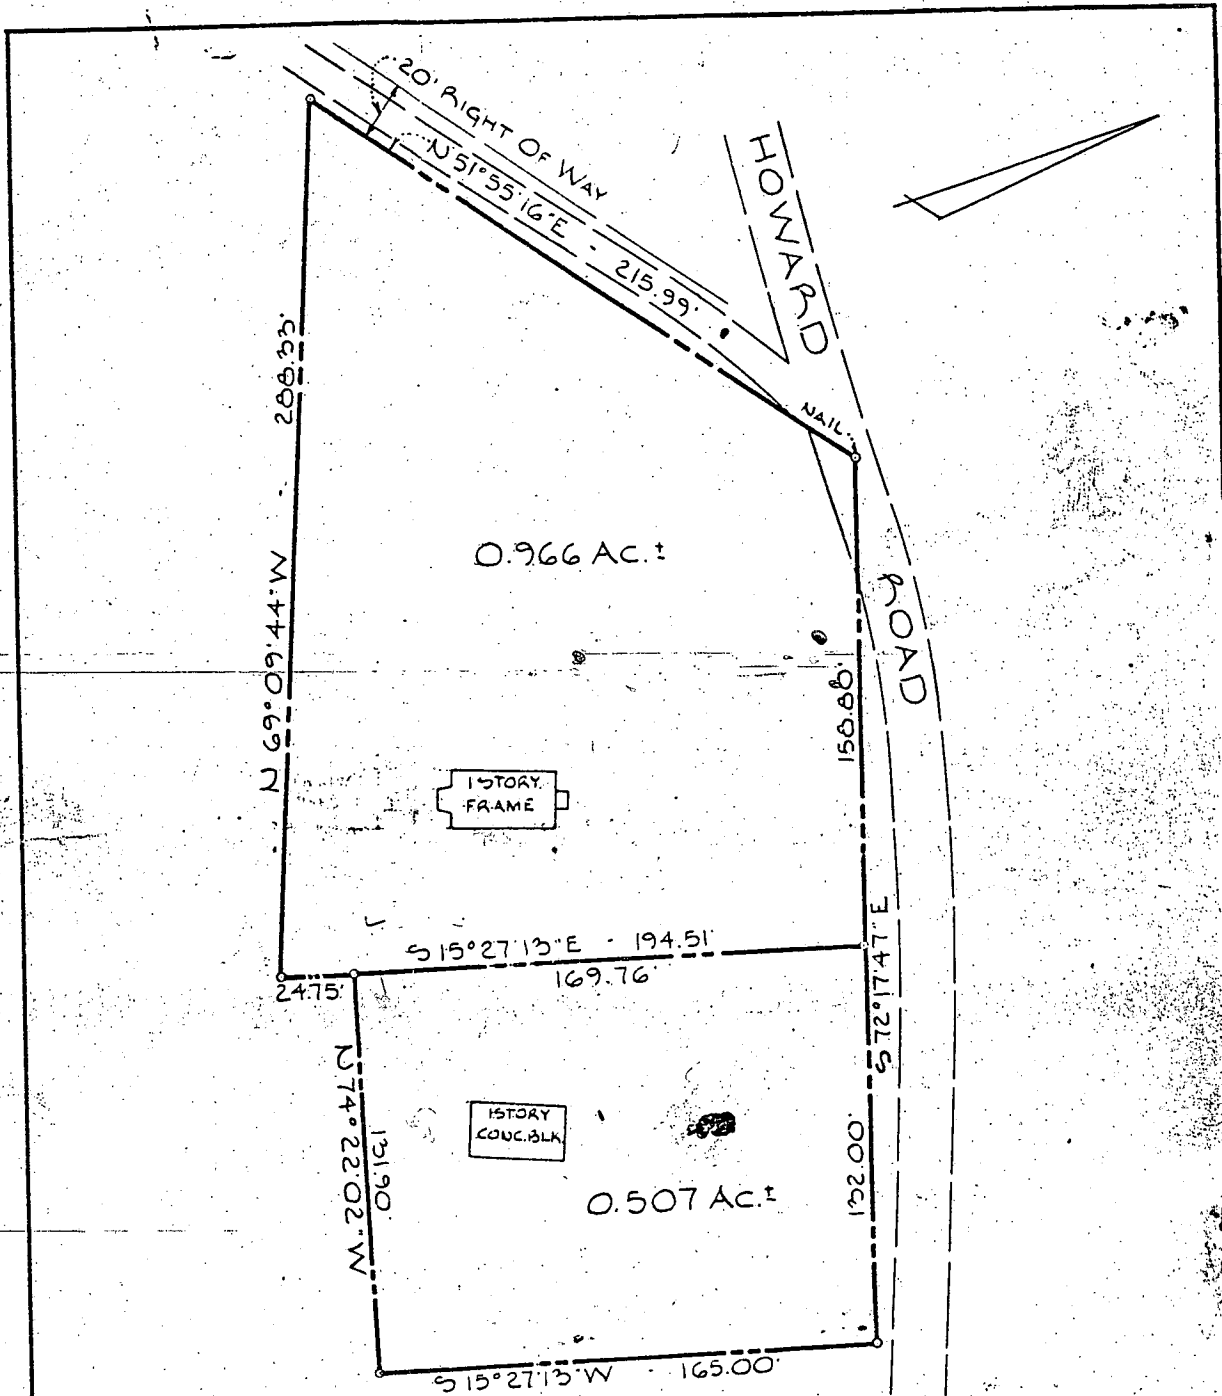 20' RIGHT OF WAY
N 51° 55' 16" E - 215.99'
HOWARD
ROAD
NAIL
288.33'
N 69° 09' 44" W
0.966 AC.±
158.88'
1 STORY
FRAME
S 15° 27' 13" E - 194.51'
24.75'
169.76'
S 72° 17' 47" E
N 74° 22' 02" W
131.90'
1 STORY
CONC. BLK
132.00'
0.507 AC.±
S 15° 27' 13" W - 165.00'